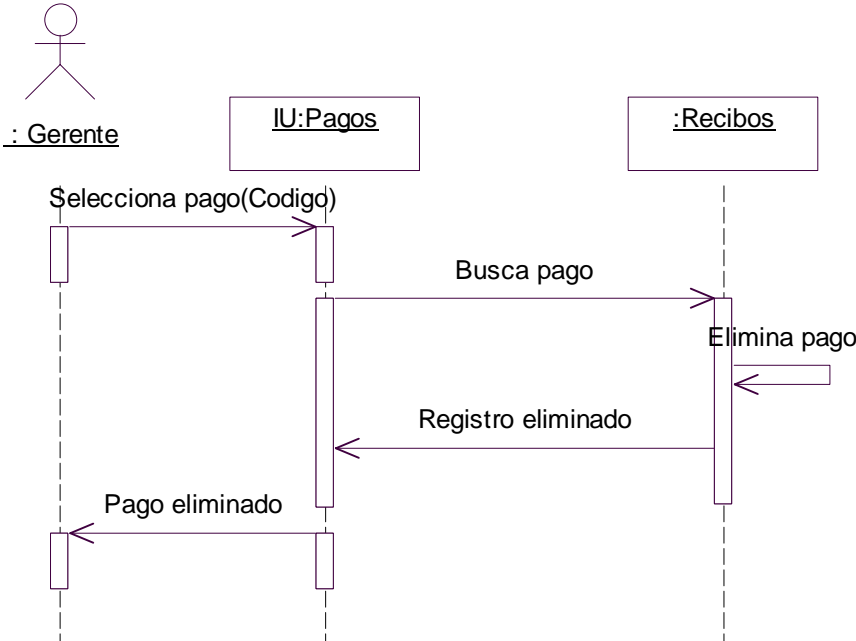 : Gerente
IU:Pagos
:Recibos
Selecciona pago(Codigo)
Busca pago
Elimina pago
Registro eliminado
Pago eliminado